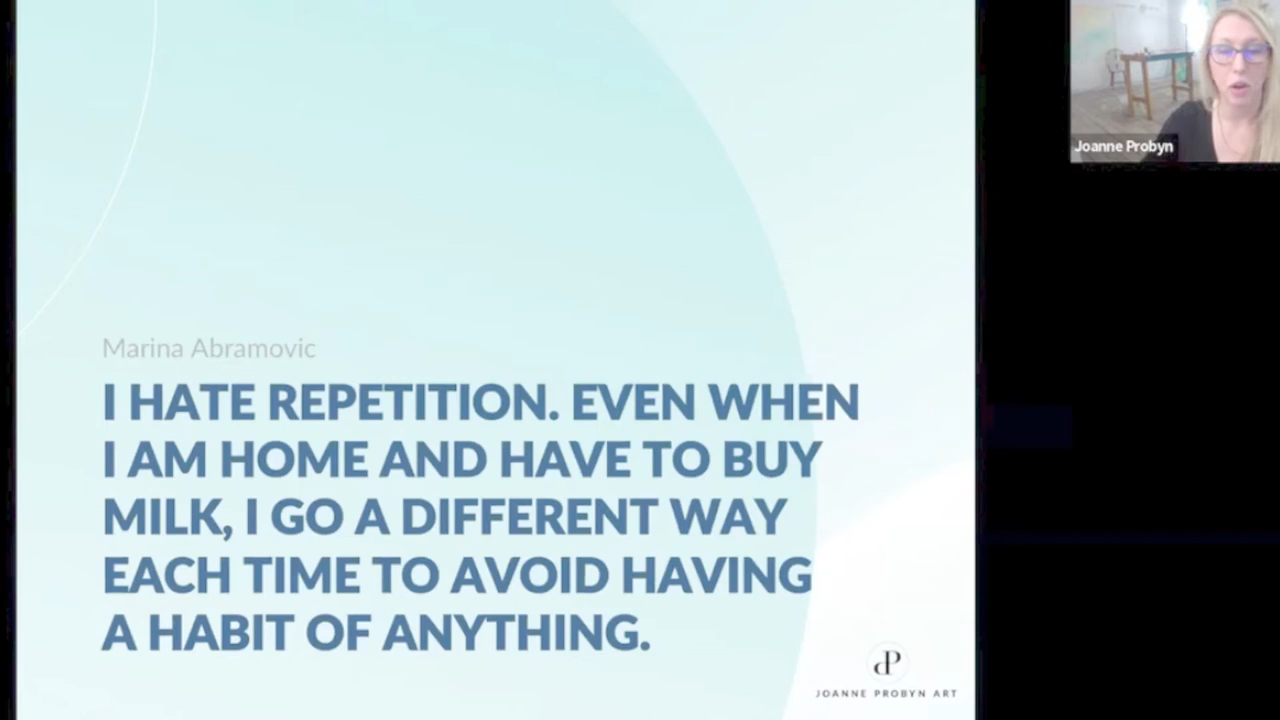 Joanne Probyn
Marina Abramovic
I HATE REPETITION. EVEN WHEN
I AM HOME AND HAVE TO BUY
MILK, I GO A DIFFERENT WAY
EACH TIME TO AVOID HAVING
A HABIT OF ANYTHING.
JP
JOANNE PROBYN ART